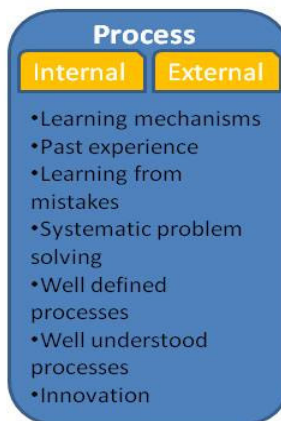 Process
Internal External
•Learning mechanisms
•Past experience
•Learning from
mistakes
•Systematic problem
solving
•Well defined
processes
•Well understood
processes
•Innovation